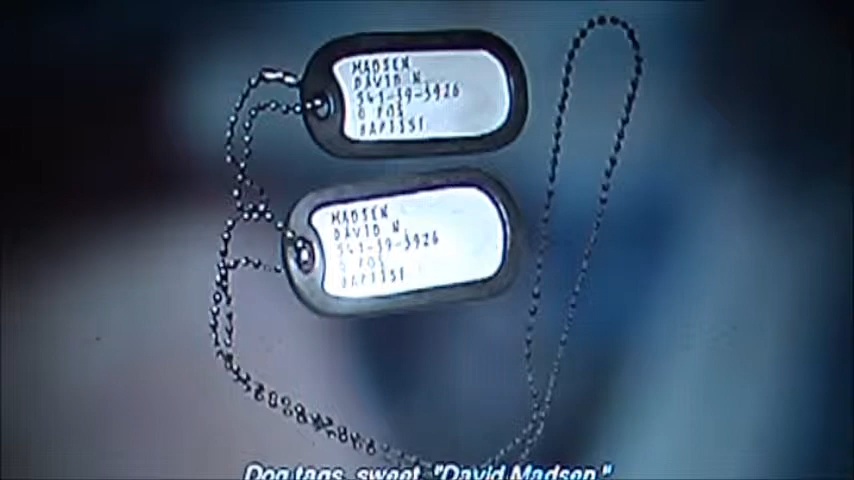 MADSEN
DAVID N.
541-39-3926
O POS
BAPTIST
MADSEN
DAVID N.
541-39-3926
O POS
BAPTIST
Dog tags, sweet. "David Madsen."